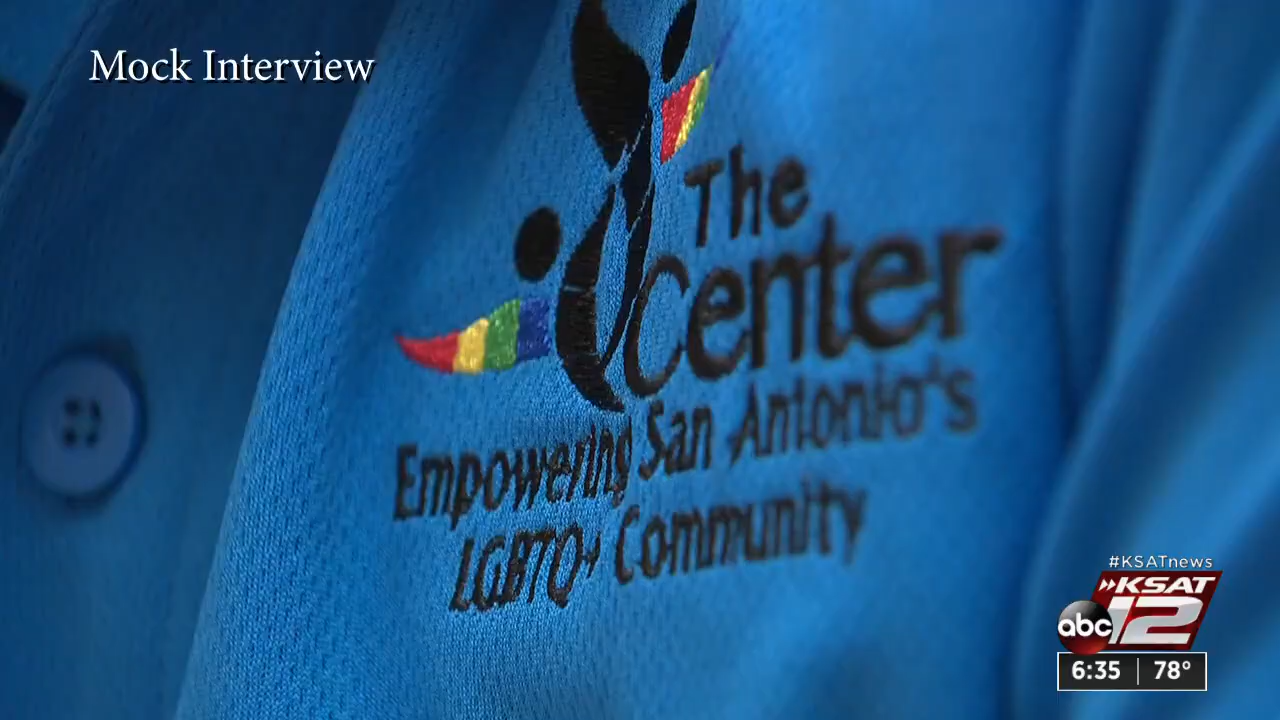 Mock Interview
The
Center
Empowering San Antonio's
LGBTQ+ Community
#KSATnews
KSAT
abc 12
6:35 78°